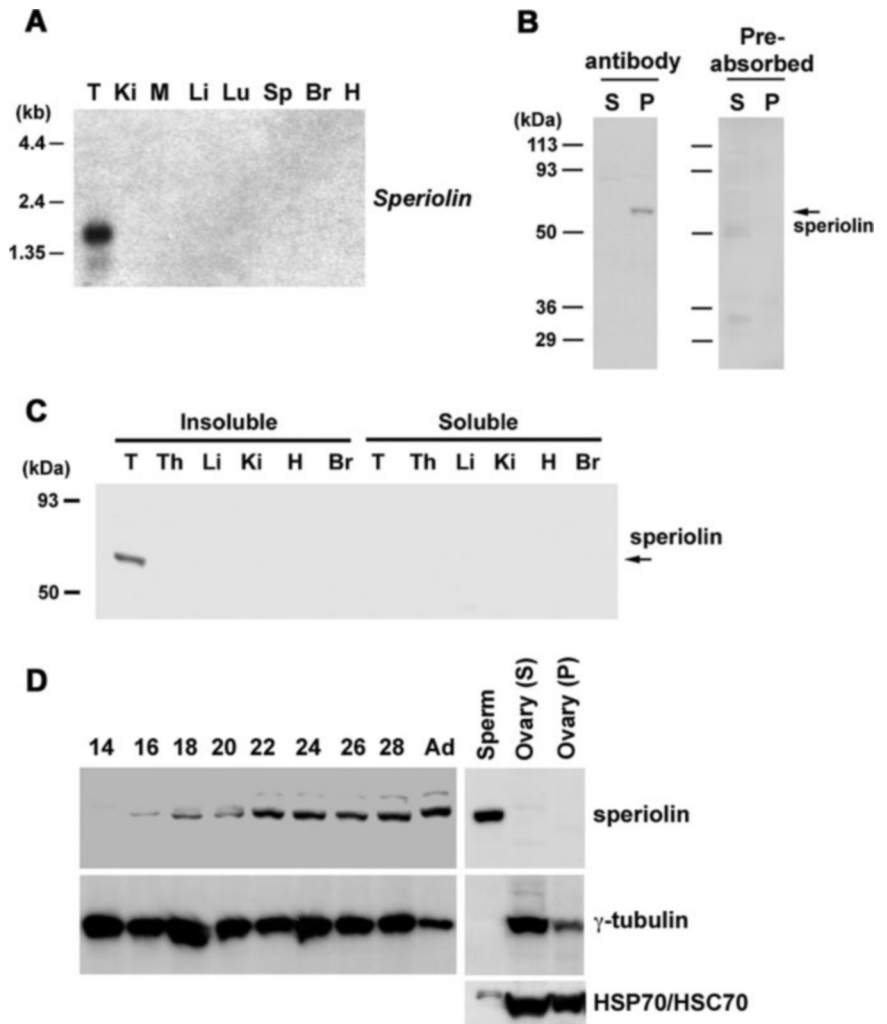 A
T Ki M Li Lu Sp Br H
(kb)
4.4
2.4
1.35
Speriolin
B
antibody
Pre-
absorbed
S P S P
(kDa)
113
93
50
36
29
speriolin
C
Insoluble Soluble
T Th Li Ki H Br T Th Li Ki H Br
(kDa)
93
50
speriolin
D
14 16 18 20 22 24 26 28 Ad
Sperm
Ovary (S)
Ovary (P)
speriolin
γ-tubulin
HSP70/HSC70